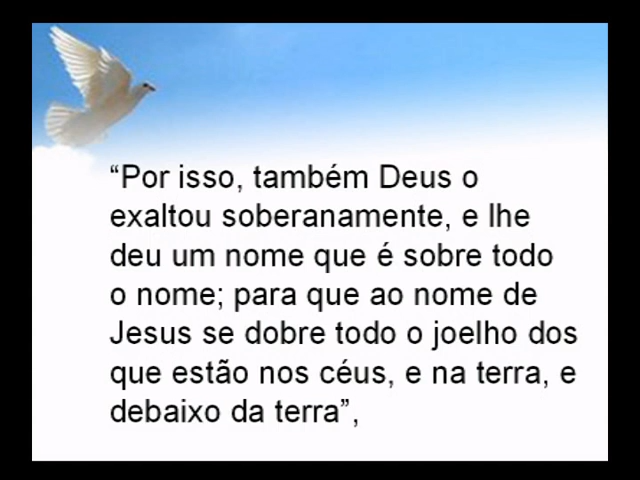 “Por isso, também Deus o
exaltou soberanamente, e lhe
deu um nome que é sobre todo
o nome; para que ao nome de
Jesus se dobre todo o joelho dos
que estão nos céus, e na terra, e
debaixo da terra”,